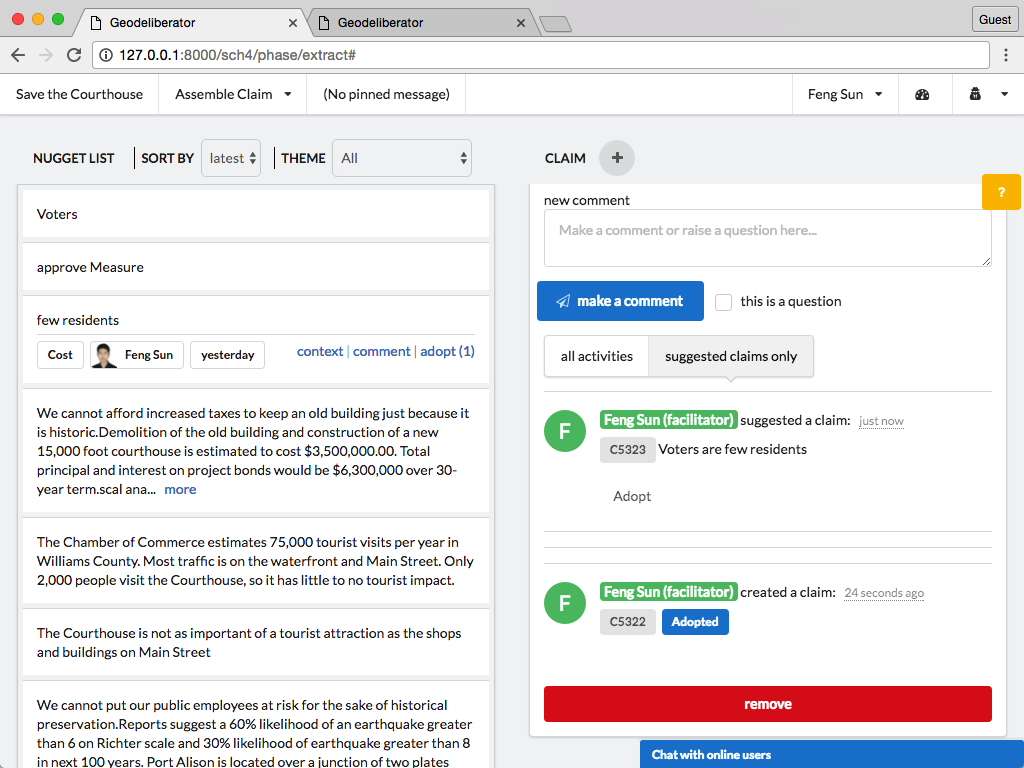 Geodeliberator
Geodeliberator
Guest
127.0.0.1:8000/sch4/phase/extract#
Save the Courthouse
Assemble Claim
(No pinned message)
Feng Sun
NUGGET LIST
SORT BY
latest
THEME
All
Voters
approve Measure
few residents
Cost
Feng Sun
yesterday
context | comment | adopt (1)
We cannot afford increased taxes to keep an old building just because it
is historic.Demolition of the old building and construction of a new
15,000 foot courthouse is estimated to cost $3,500,000.00. Total
principal and interest on project bonds would be $6,300,000 over 30-
year term.scal ana... more
The Chamber of Commerce estimates 75,000 tourist visits per year in
Williams County. Most traffic is on the waterfront and Main Street. Only
2,000 people visit the Courthouse, so it has little to no tourist impact.
The Courthouse is not as important of a tourist attraction as the shops
and buildings on Main Street
We cannot put our public employees at risk for the sake of historical
preservation.Reports suggest a 60% likelihood of an earthquake greater
than 6 on Richter scale and 30% likelihood of earthquake greater than 8
in next 100 years. Port Alison is located over a junction of two plates
CLAIM
+
?
new comment
Make a comment or raise a question here...
make a comment
this is a question
all activities
suggested claims only
F
Feng Sun (facilitator) suggested a claim: just now
C5323 Voters are few residents
Adopt
F
Feng Sun (facilitator) created a claim: 24 seconds ago
C5322 Adopted
remove
Chat with online users